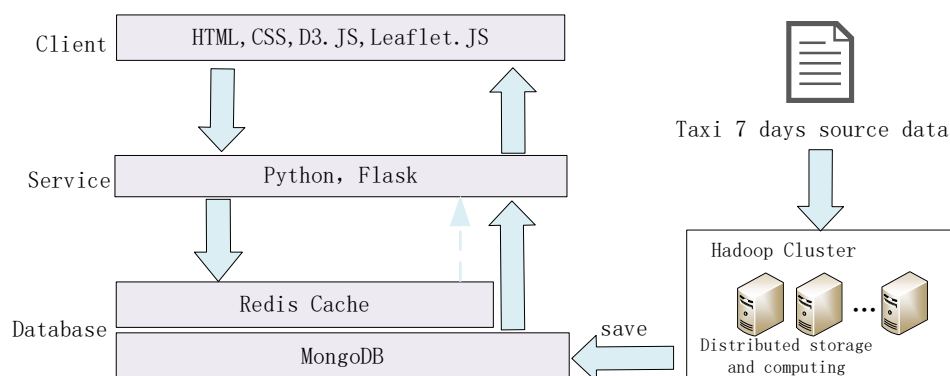 Client
HTML,CSS,D3.JS,Leaflet.JS
Taxi 7 days source data
Service
Python, Flask
Hadoop Cluster
Redis Cache
Database
MongoDB
save
...
Distributed storage
and computing